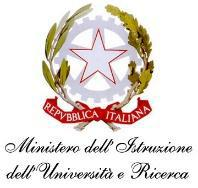 REPVBBLICA ITALIANA
Ministero dell' Istruzione
dell'Università e Ricerca